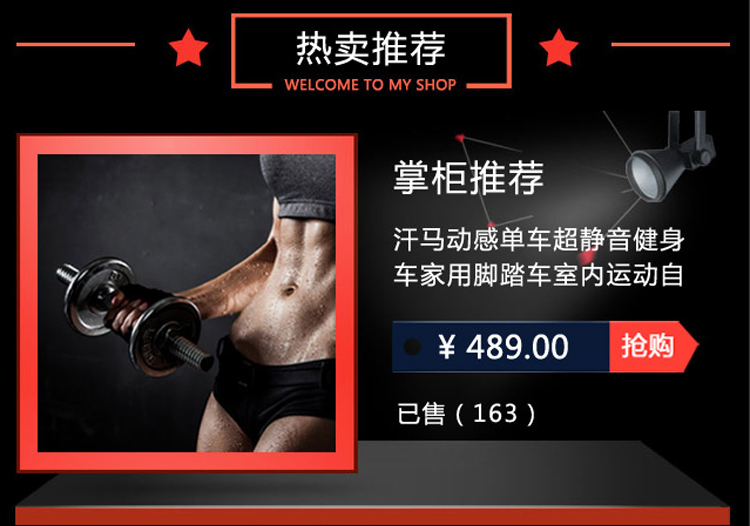 热卖推荐
WELCOME TO MY SHOP
掌柜推荐
汗马动感单车超静音健身
车家用脚踏车室内运动自
¥ 489.00
抢购
已售（163）